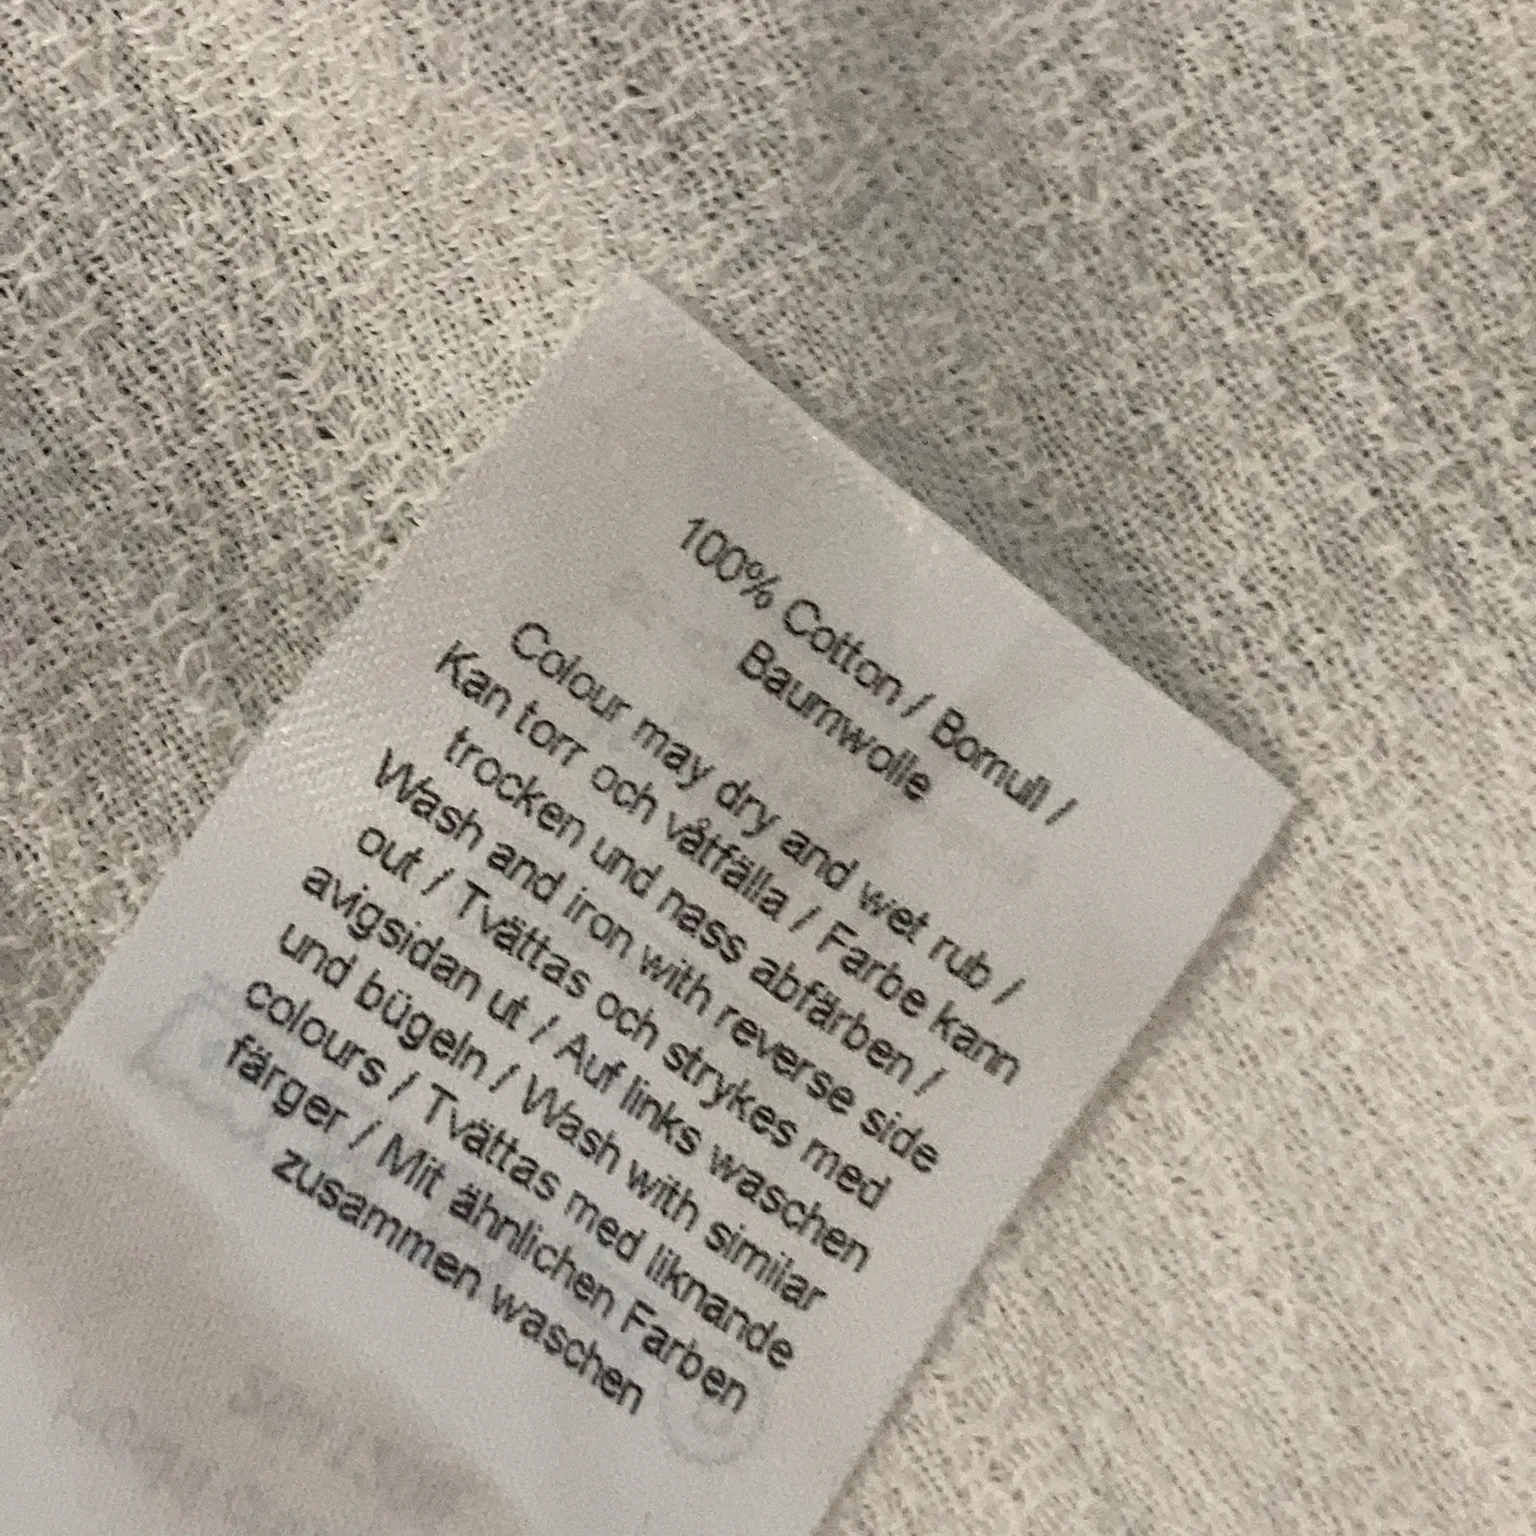 100% Cotton / Bomull /
Baumwolle
Colour may dry and wet rub /
Kan torr och våtfälla / Farbe kann
trocken und nass abfärben /
Wash and iron with reverse side
out / Tvättas och strykes med
avigsidan ut / Auf links waschen
und bügeln / Wash with similar
colours / Tvättas med liknande
färger / Mit ähnlichen Farben
zusammen waschen